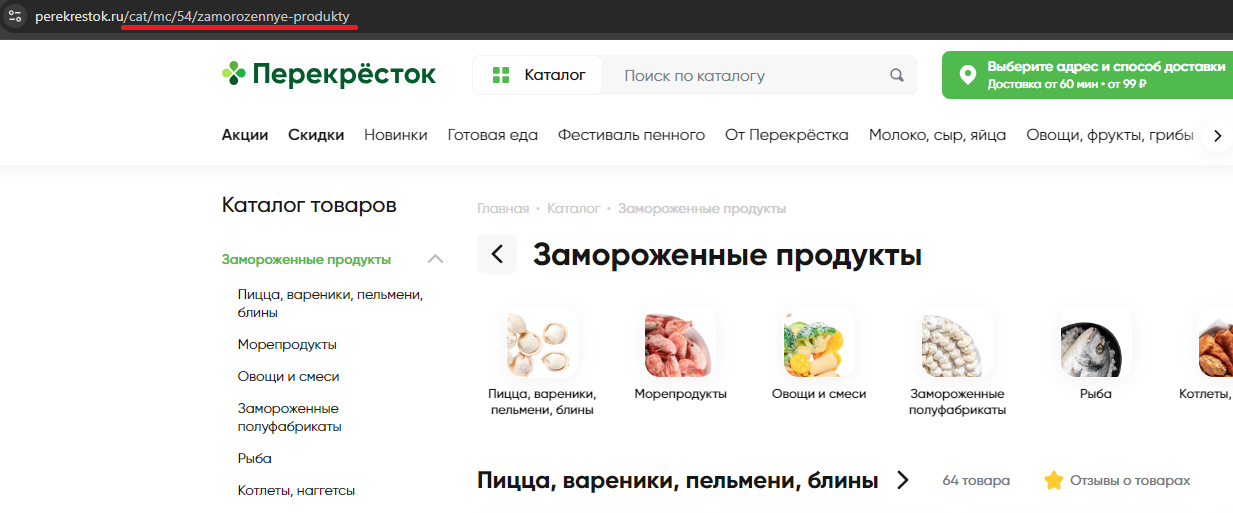 perekrestok.ru/cat/mc/54/zamorozennye-produkty
Перекрёсток
Каталог
Поиск по каталогу
Выберите адрес и способ доставки
Доставка от 60 мин • от 99 ₽
Акции Скидки Новинки Готовая еда Фестиваль пенного От Перекрёстка Молоко, сыр, яйца Овощи, фрукты, грибы
Каталог товаров
Замороженные продукты
Пицца, вареники, пельмени,
блины
Морепродукты
Овощи и смеси
Замороженные
полуфабрикаты
Рыба
Котлеты, наггетсы
Главная • Каталог • Замороженные продукты
Замороженные продукты
Пицца, вареники,
пельмени, блины
Морепродукты
Овощи и смеси
Замороженные
полуфабрикаты
Рыба
Котлеты,
Пицца, вареники, пельмени, блины
64 товара
Отзывы о товарах